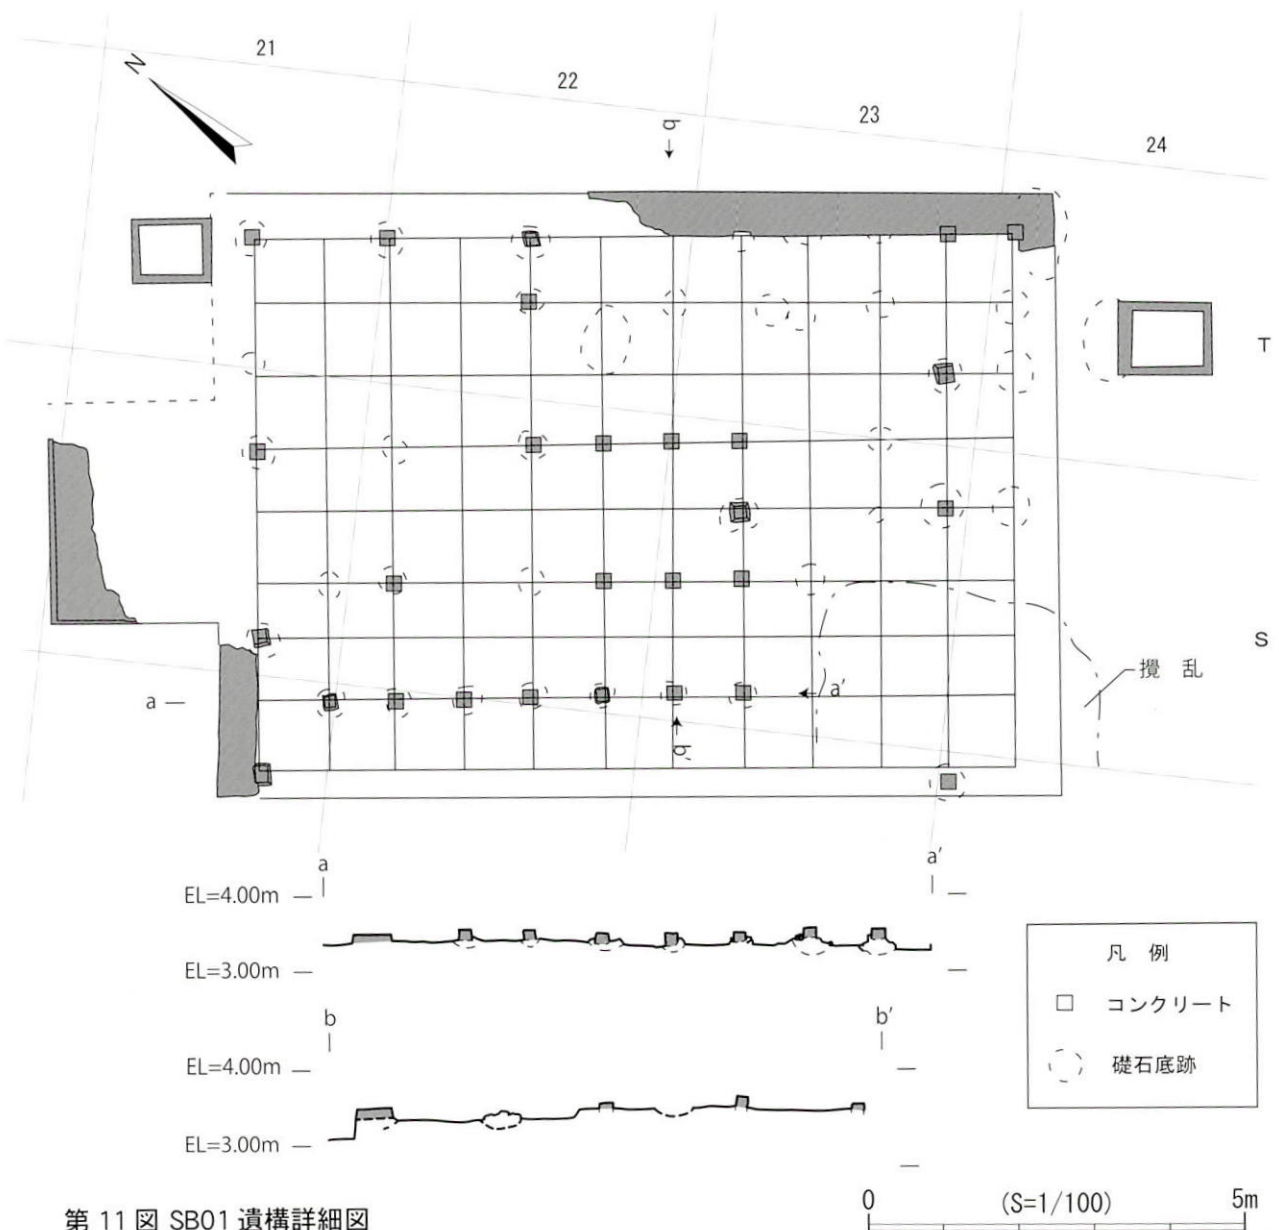 21
22
23
24
N
b
T
S
攪 乱
a
a′
b′
a
a′
EL=4.00m
EL=3.00m
b
b′
EL=4.00m
EL=3.00m
凡 例
コンクリート
礎石底跡
0 (S=1/100) 5m
第 11 図 SB01 遺構詳細図